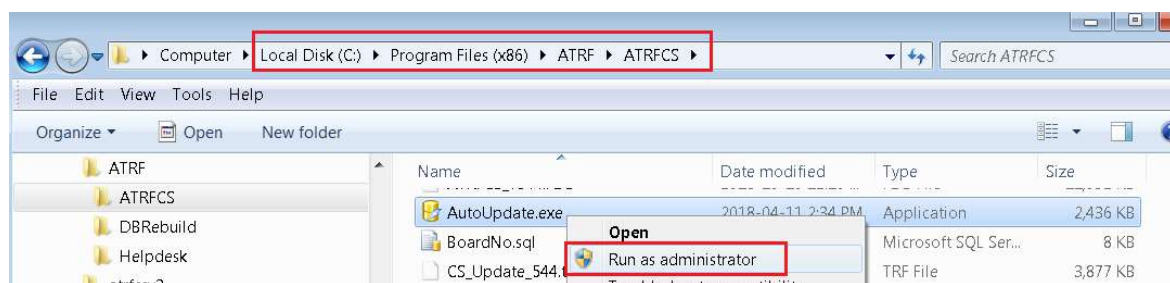 Computer ▸ Local Disk (C:) ▸ Program Files (x86) ▸ ATRF ▸ ATRFCS ▸ Search ATRFCS
File Edit View Tools Help
Organize Open New folder
ATRF
ATRFCS
DBRebuild
Helpdesk
Name Date modified Type Size
AutoUpdate.exe 2018-04-11 2:34 PM Application 2,436 KB
BoardNo.sql Microsoft SQL Ser... 8 KB
CS_Update_544.t TRF File 3,877 KB
Open
Run as administrator